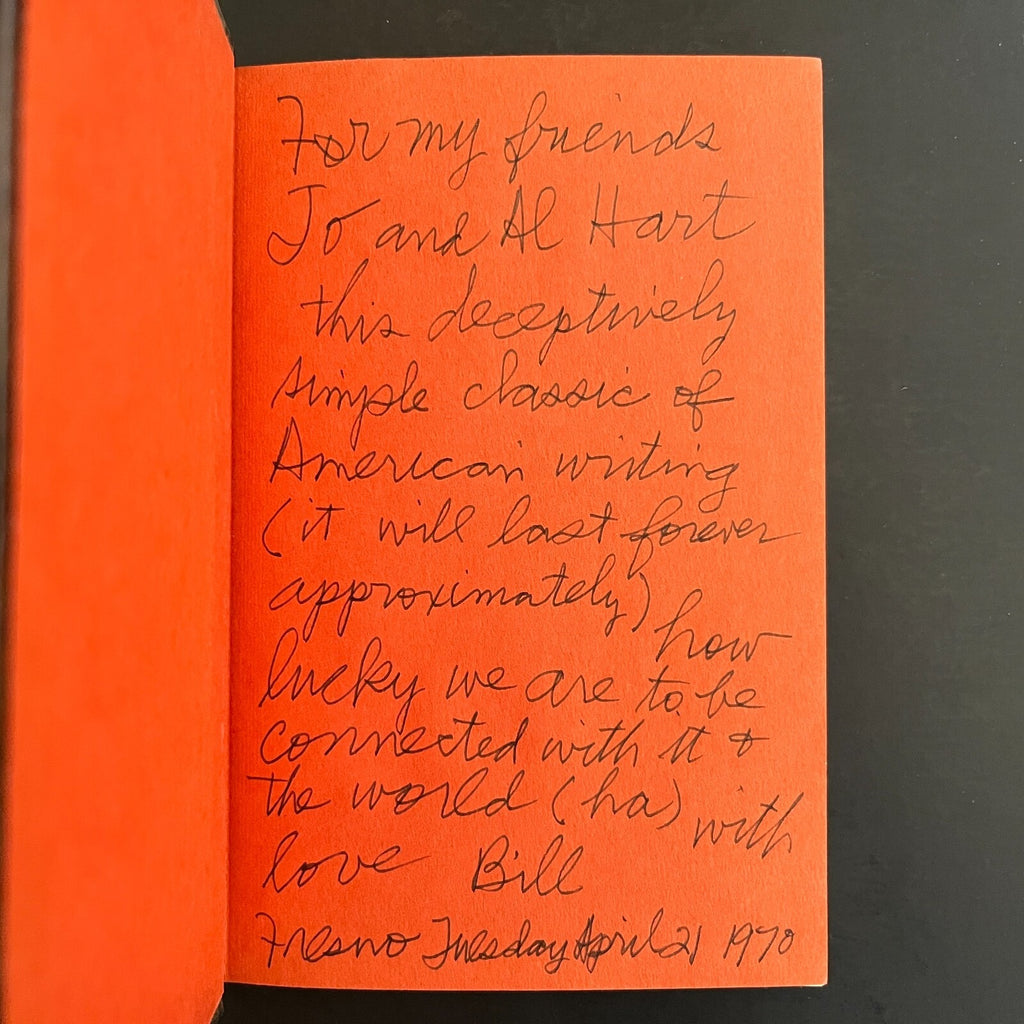 For my friends
Jo and Al Hart
this deceptively
simple classic of
American writing
(it will last forever
approximately) how
lucky we are to be
connected with it &
the world (ha) with
love Bill
Fresno Tuesday April 21 1970